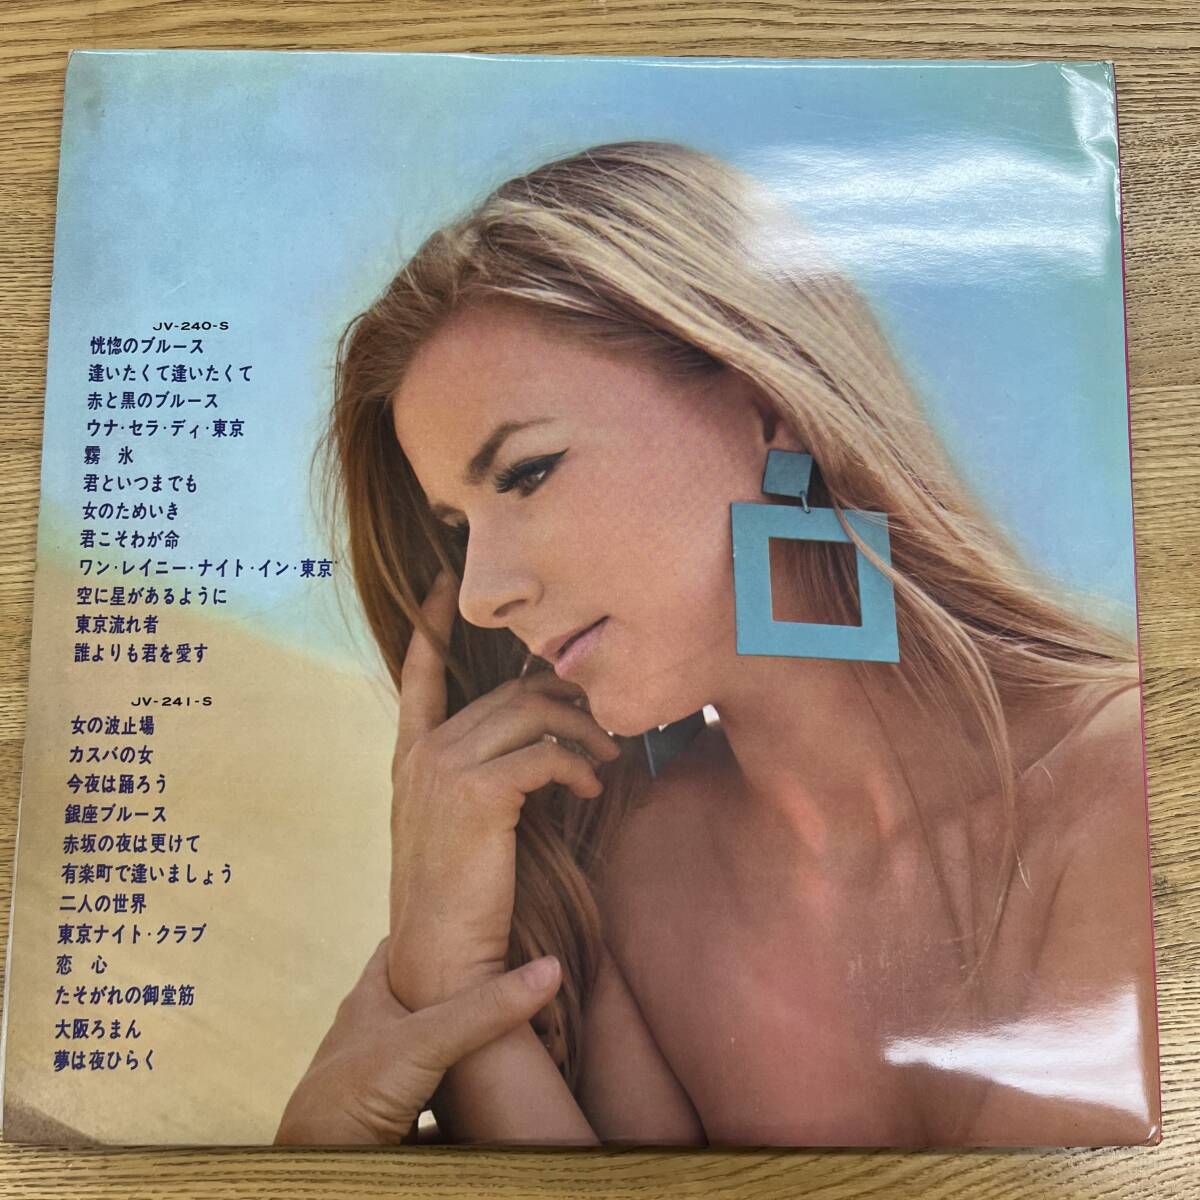 JV-240-S
恍惚のブルース
逢いたくて逢いたくて
赤と黒のブルース
ウナ·セラ·ディ·東京
霧　氷
君といつまでも
女のためいき
君こそわが命
ワン·レイニー·ナイト·イン·東京
空に星があるように
東京流れ者
誰よりも君を愛す
JV-241-S
女の波止場
カスバの女
今夜は踊ろう
銀座ブルース
赤坂の夜は更けて
有楽町で逢いましょう
二人の世界
東京ナイト·クラブ
恋　心
たそがれの御堂筋
大阪ろまん
夢は夜ひらく